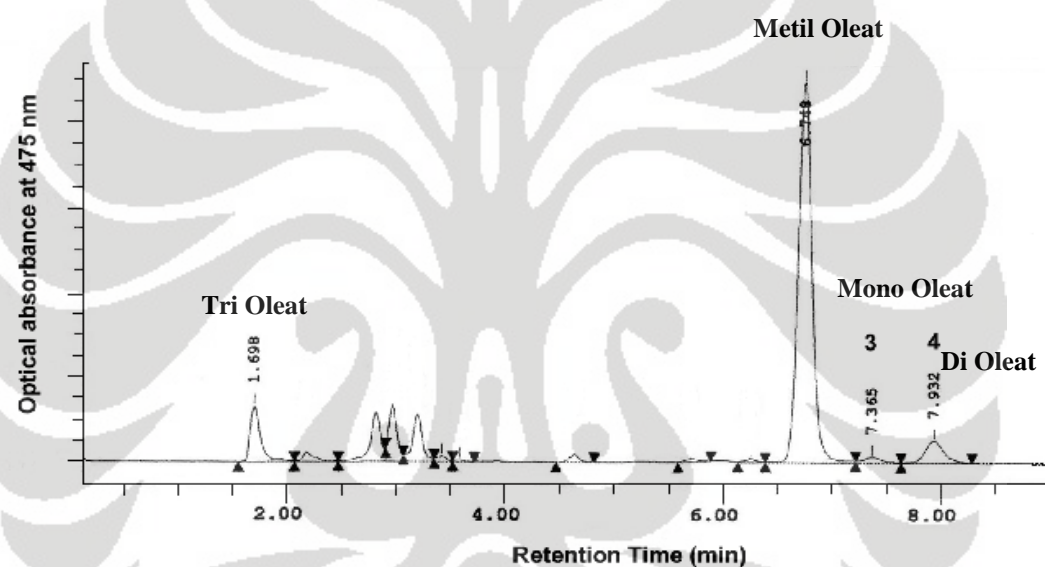 Metil Oleat
6.748
Mono Oleat
Tri Oleat
3
4
Di Oleat
1.698
7.365
7.932
Optical absorbance at 475 nm
2.00
4.00
6.00
8.00
Retention Time (min)